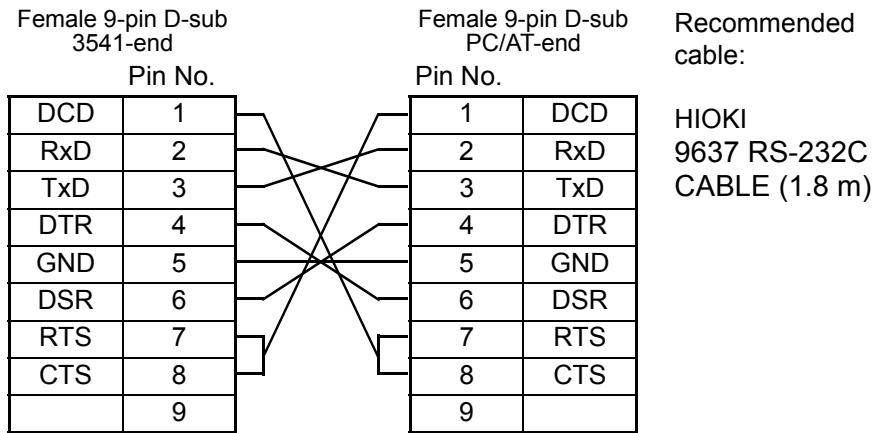 Female 9-pin D-sub
3541-end
Pin No.
DCD 1
RxD 2
TxD 3
DTR 4
GND 5
DSR 6
RTS 7
CTS 8
9
Female 9-pin D-sub
PC/AT-end
Pin No.
1 DCD
2 RxD
3 TxD
4 DTR
5 GND
6 DSR
7 RTS
8 CTS
9
Recommended
cable:
HIOKI
9637 RS-232C
CABLE (1.8 m)